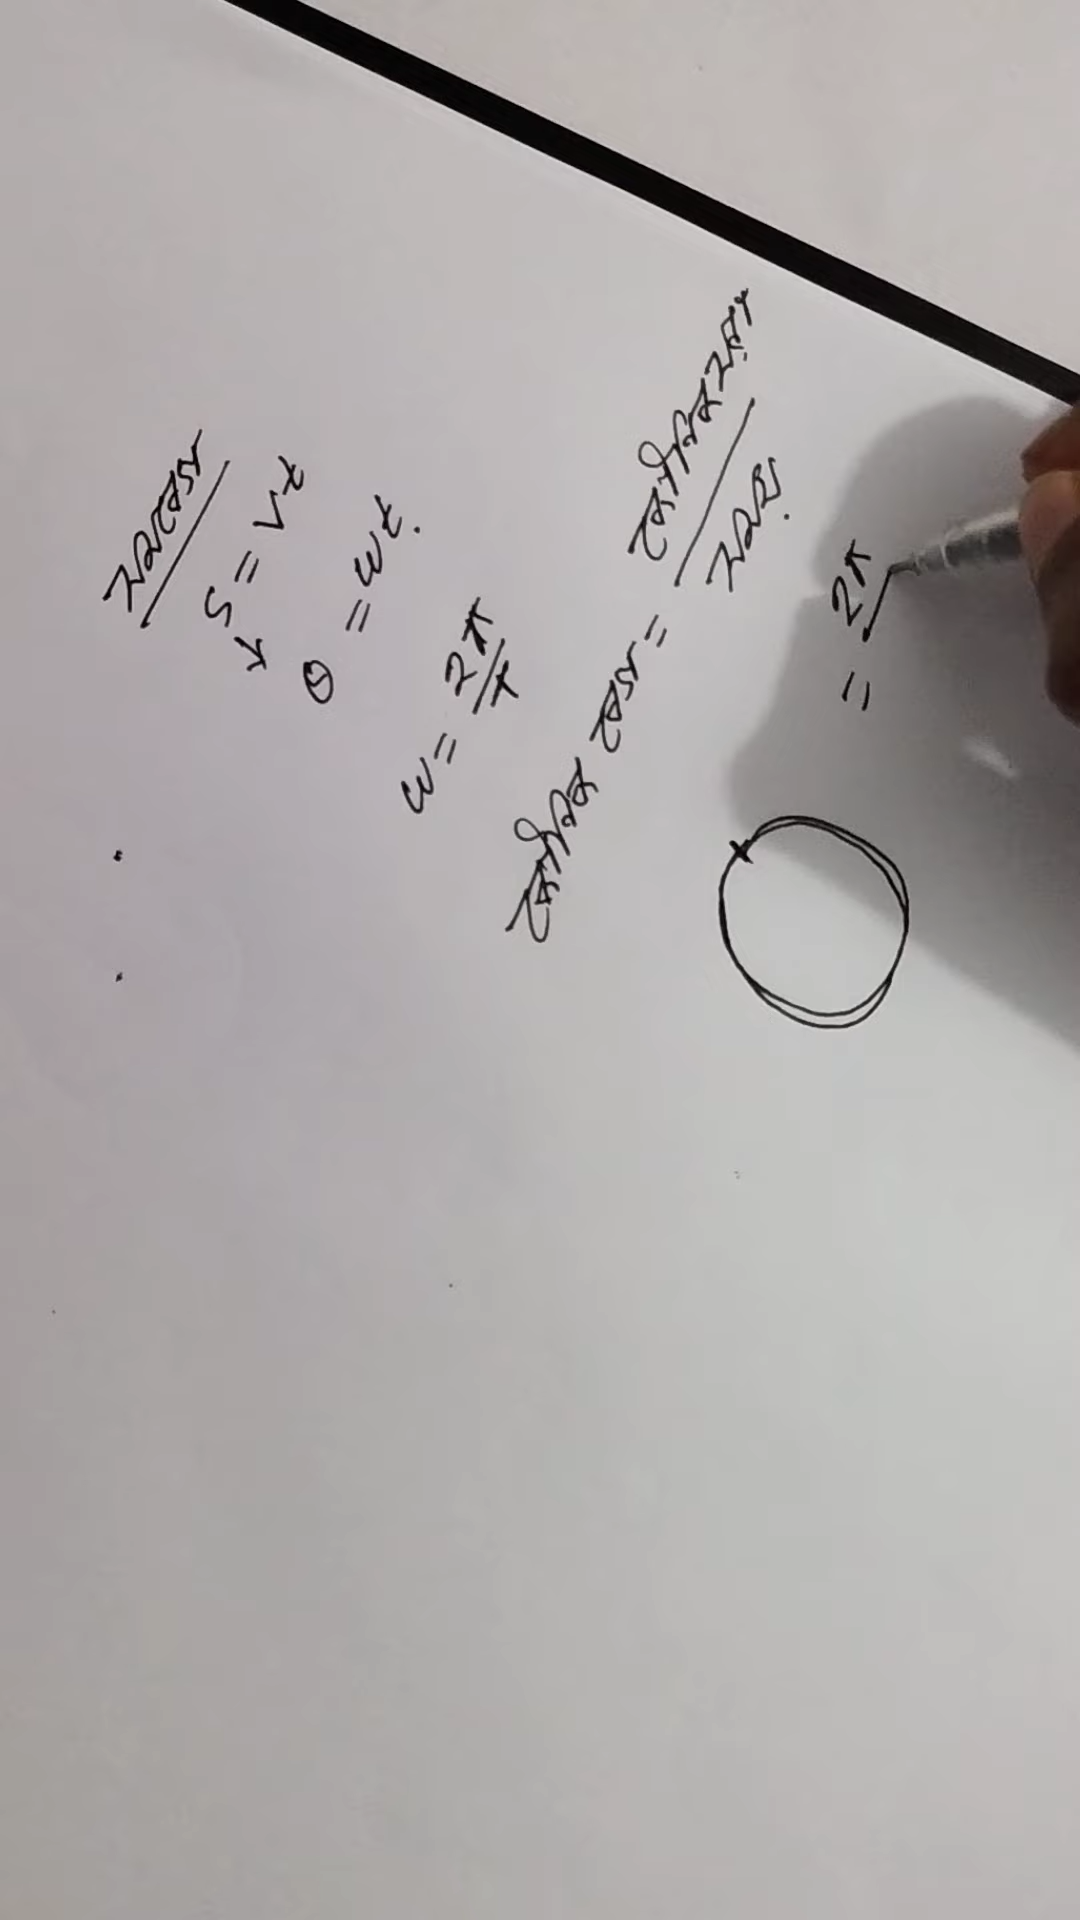 সমবেগ
s = vt
θ = ωt.
ω = 2π/T
কৌণিক বেগ = কৌণিক সরণ / সময়
= 2π